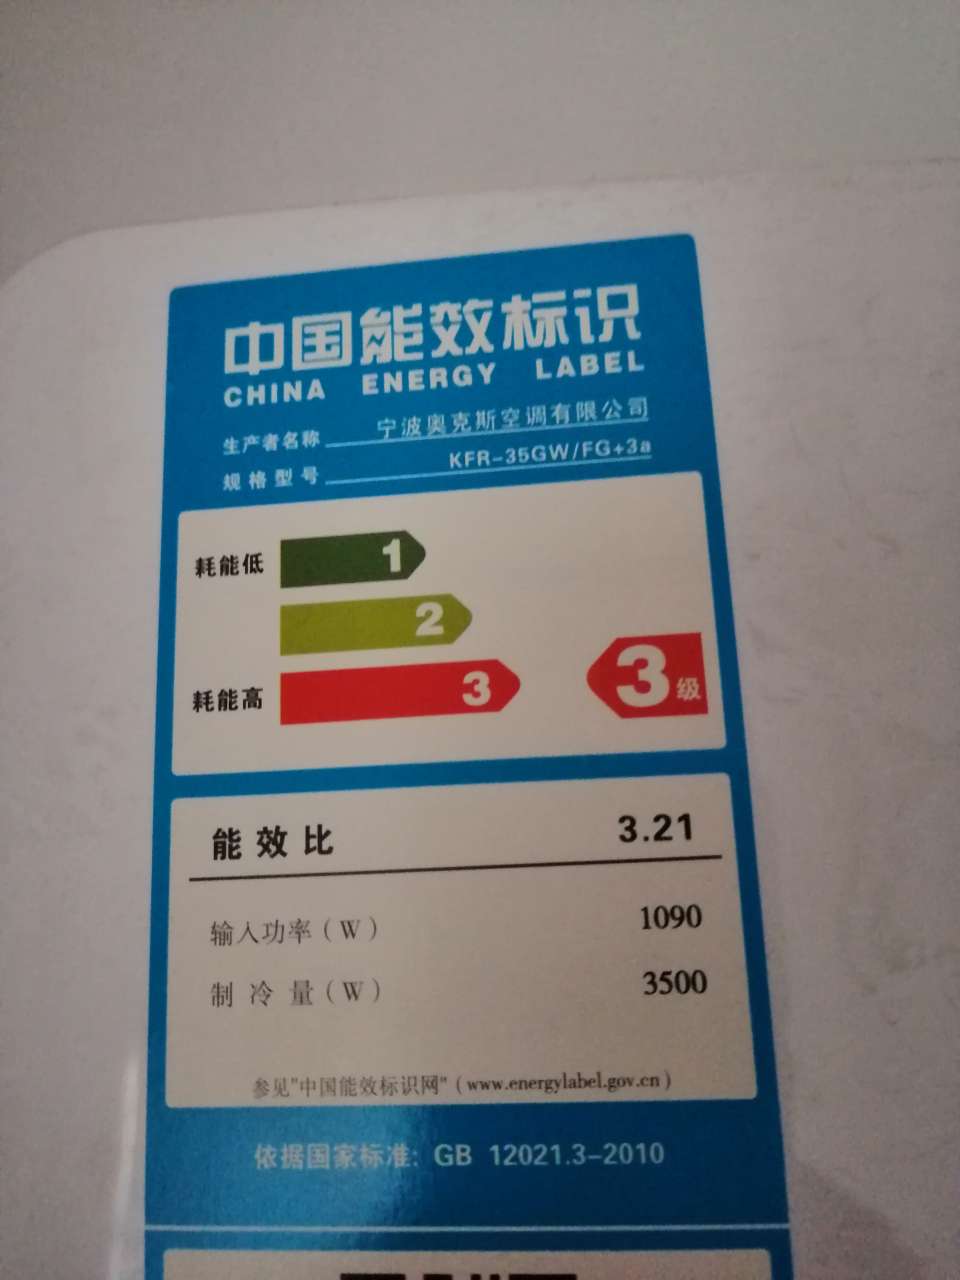 中国能效标识
CHINA ENERGY LABEL
生产者名称 宁波奥克斯空调有限公司
规格型号 KFR-35GW/FG+3a
耗能低 1
2
耗能高 3 3级
能效比 3.21
输入功率(W) 1090
制冷量(W) 3500
参见"中国能效标识网"(www.energylabel.gov.cn)
依据国家标准: GB 12021.3-2010